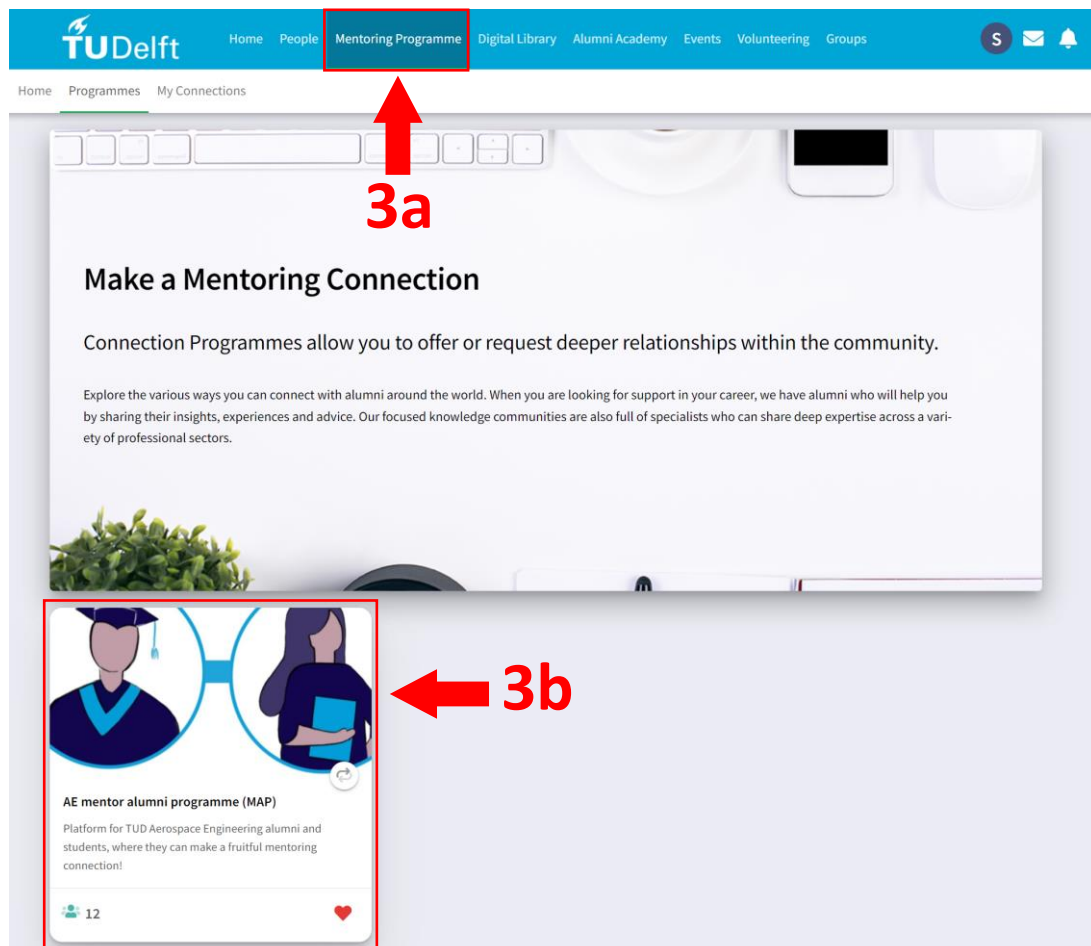 TUDelft Home People Mentoring Programme Digital Library Alumni Academy Events Volunteering Groups S
Home Programmes My Connections
3a
Make a Mentoring Connection
Connection Programmes allow you to offer or request deeper relationships within the community.
Explore the various ways you can connect with alumni around the world. When you are looking for support in your career, we have alumni who will help you
by sharing their insights, experiences and advice. Our focused knowledge communities are also full of specialists who can share deep expertise across a vari-
ety of professional sectors.
3b
AE mentor alumni programme (MAP)
Platform for TUD Aerospace Engineering alumni and
students, where they can make a fruitful mentoring
connection!
12